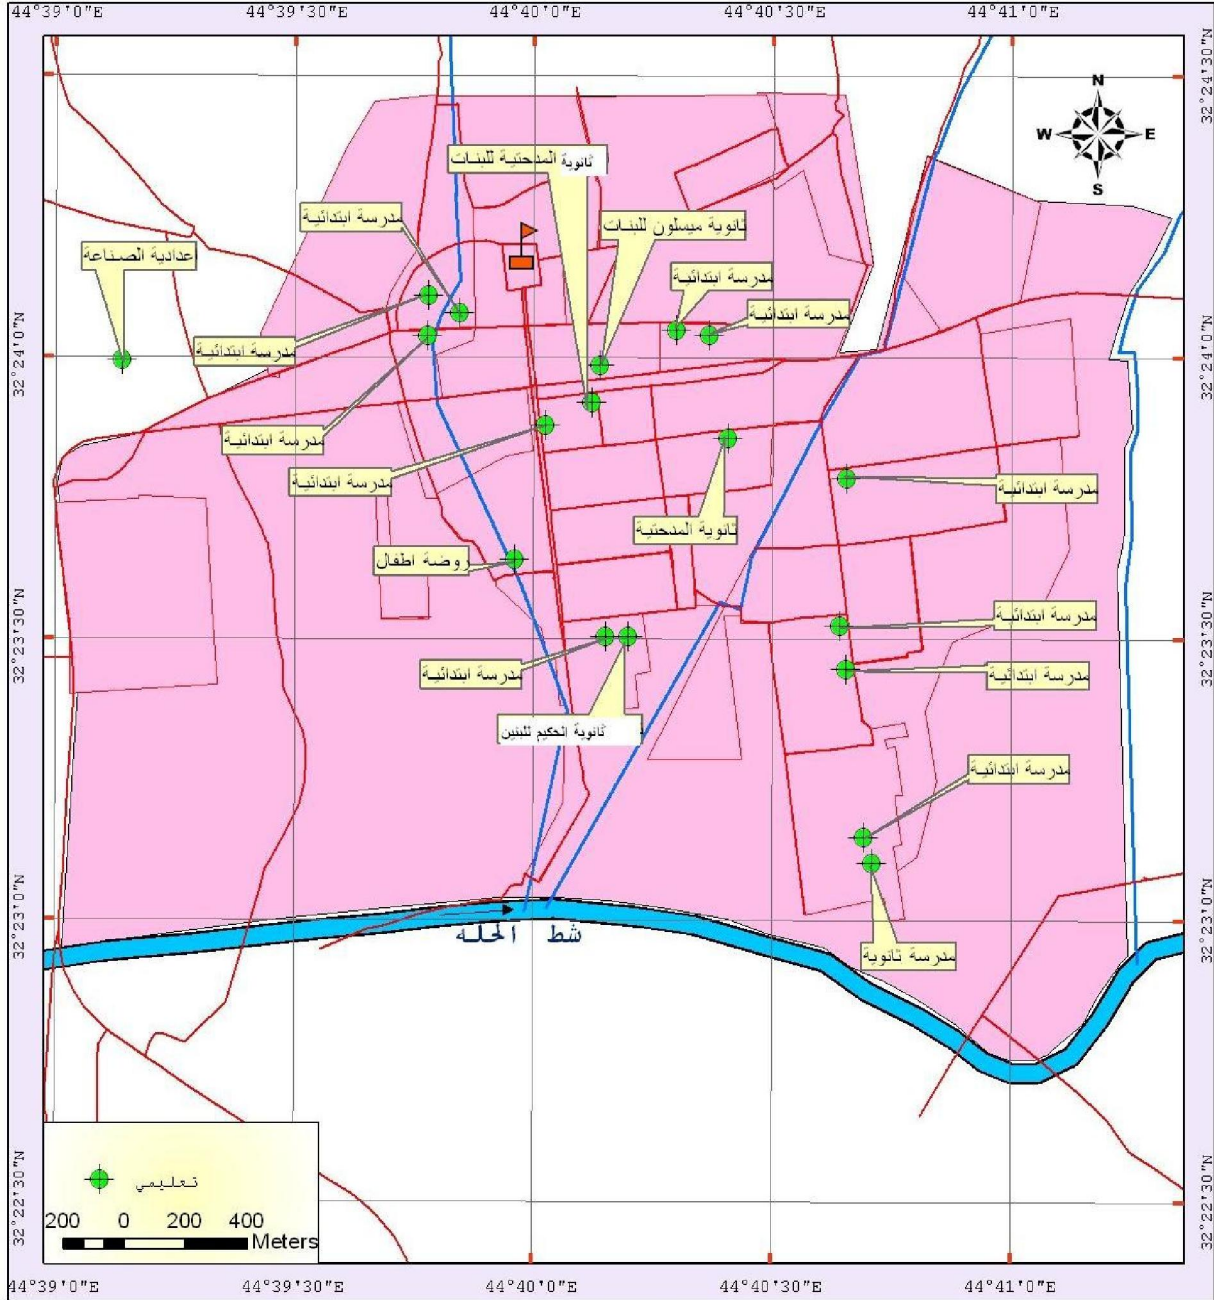 44°39'0"E 44°39'30"E 44°40'0"E 44°40'30"E 44°41'0"E
32°24'30"N
32°24'30"N
N
W E
S
ثانوية المدحتية للبنات
مدرسة ابتدائية
ثانوية ميسلون للبنات
اعدادية الصناعة
مدرسة ابتدائية
مدرسة ابتدائية
مدرسة ابتدائية
32°24'0"N
32°24'0"N
مدرسة ابتدائية
مدرسة ابتدائية
مدرسة ابتدائية
ثانوية المدحتية
روضة اطفال
مدرسة ابتدائية
32°23'30"N
32°23'30"N
مدرسة ابتدائية
مدرسة ابتدائية
ثانوية الحكيم للبنين
مدرسة ابتدائية
32°23'0"N
32°23'0"N
شط الحلة
مدرسة ثانوية
32°22'30"N
32°22'30"N
تعليمي
200 0 200 400
Meters
44°39'0"E 44°39'30"E 44°40'0"E 44°40'30"E 44°41'0"E